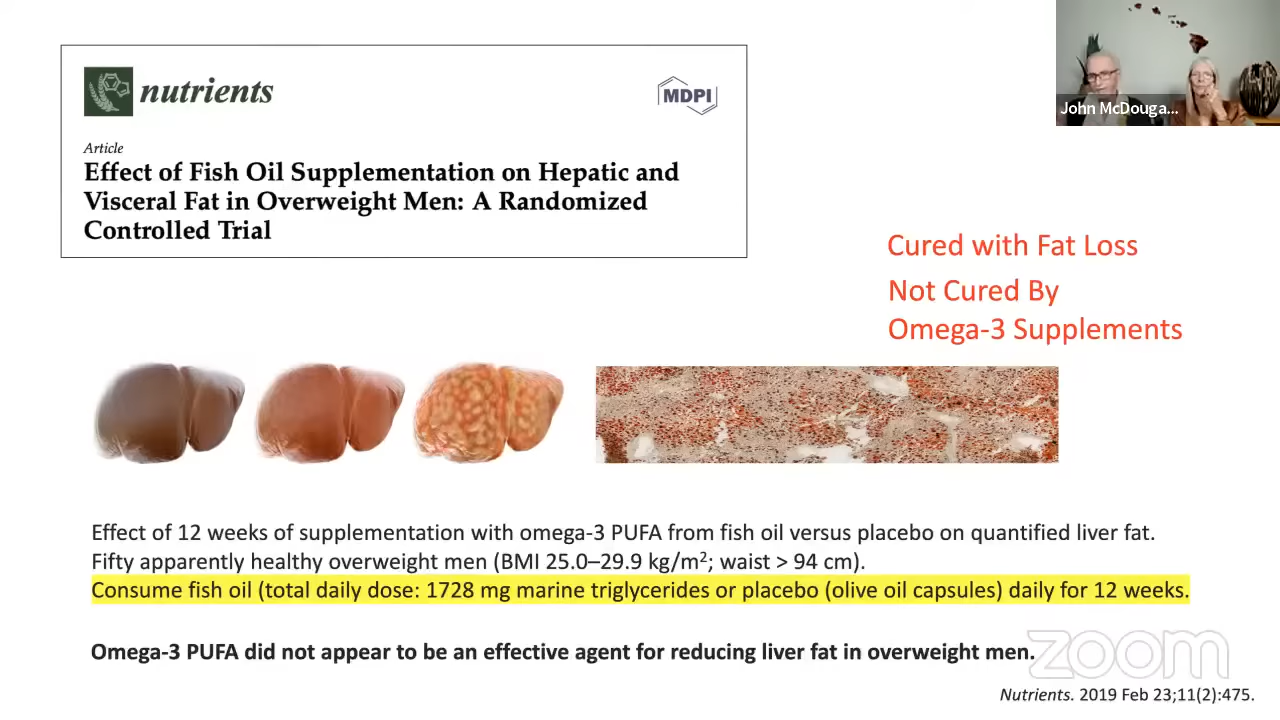 nutrients
MDPI
Article
Effect of Fish Oil Supplementation on Hepatic and
Visceral Fat in Overweight Men: A Randomized
Controlled Trial
John McDouga...
Cured with Fat Loss
Not Cured By
Omega-3 Supplements
Effect of 12 weeks of supplementation with omega-3 PUFA from fish oil versus placebo on quantified liver fat.
Fifty apparently healthy overweight men (BMI 25.0–29.9 kg/m²; waist > 94 cm).
Consume fish oil (total daily dose: 1728 mg marine triglycerides or placebo (olive oil capsules) daily for 12 weeks.
Omega-3 PUFA did not appear to be an effective agent for reducing liver fat in overweight men.
zoom
Nutrients. 2019 Feb 23;11(2):475.